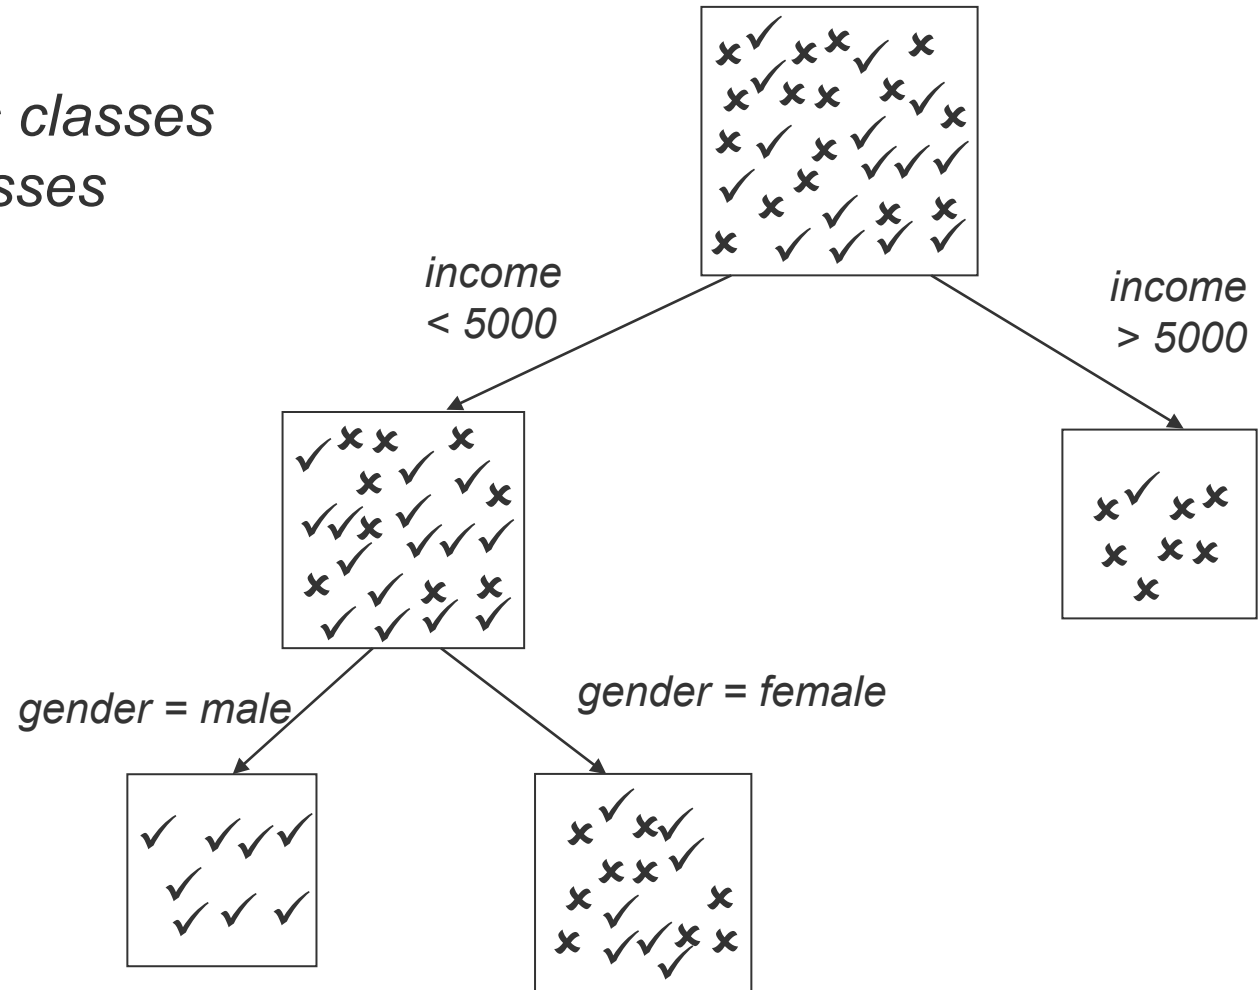 classes
sses
income
< 5000
income
> 5000
gender = male
gender = female